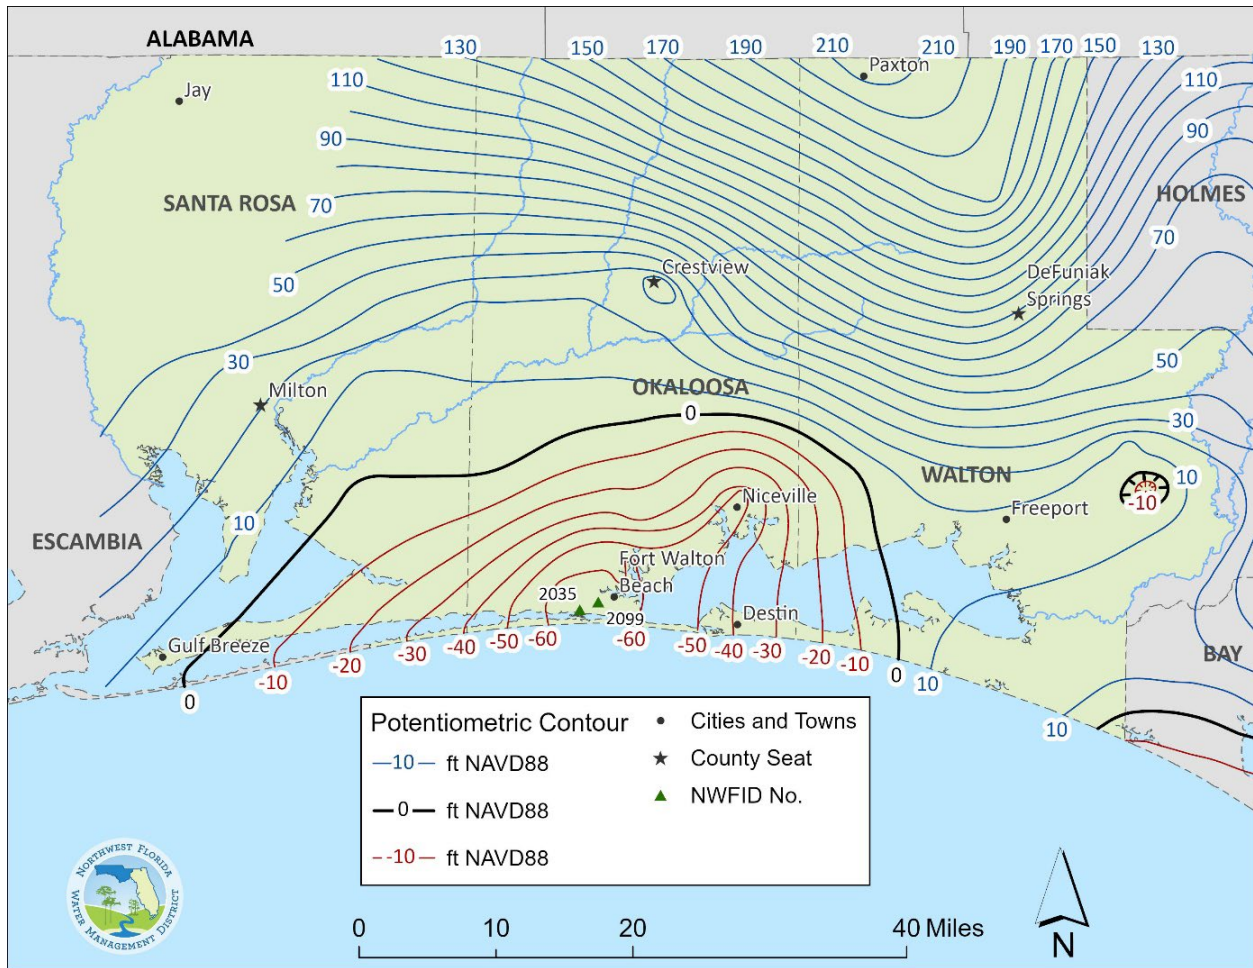 ALABAMA
130
150
170
190
210
210
190
170
150
130
Paxton
Jay
110
110
90
90
SANTA ROSA
HOLMES
70
70
Crestview
DeFuniak
Springs
50
50
30
Milton
OKALOOSA
0
30
WALTON
10
-10
Niceville
Freeport
10
ESCAMBIA
Fort Walton
Beach
2035
2099
Gulf Breeze
Destin
BAY
0
-10
-20
-30
-40
-50
-60
-60
-50
-40
-30
-20
-10
0
10
10
Potentiometric Contour
10 ft NAVD88
0 ft NAVD88
-10 ft NAVD88
Cities and Towns
County Seat
NWFID No.
NORTHWEST FLORIDA
WATER MANAGEMENT DISTRICT
0 10 20 40 Miles
N